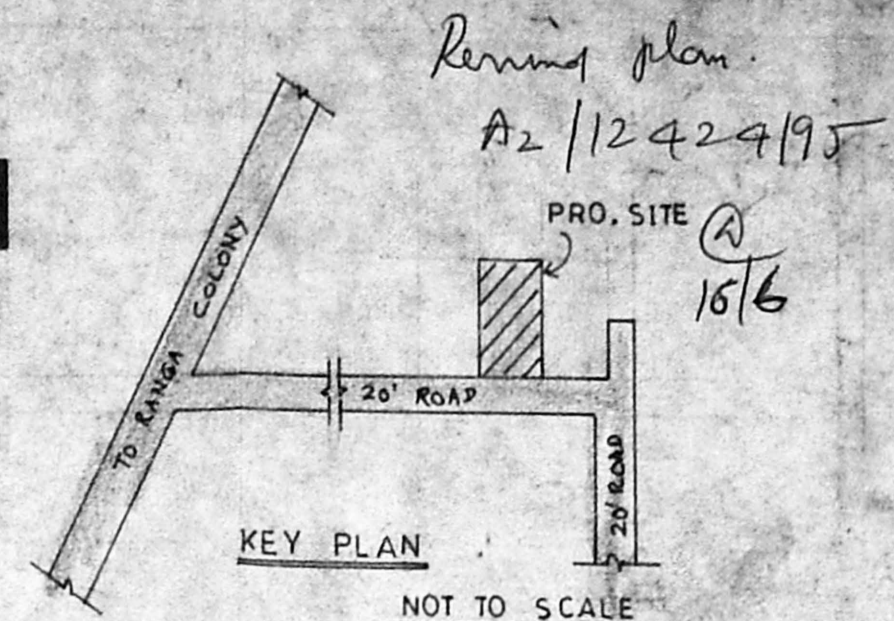 plan.
A2/12424/95
PRO. SITE
16/6
TO RANGA COLONY
20' ROAD
20' ROAD
KEY PLAN
NOT TO SCALE